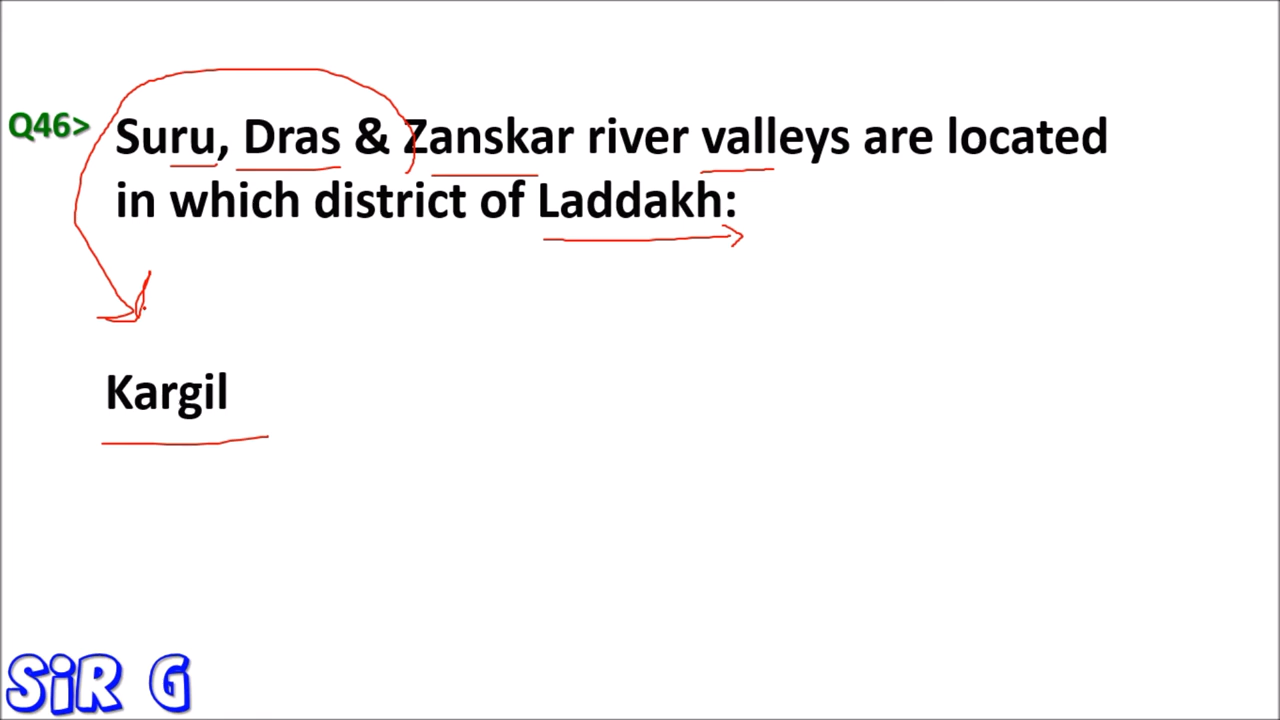 Q46> Suru, Dras & Zanskar river valleys are located
in which district of Laddakh:
Kargil
SiR G